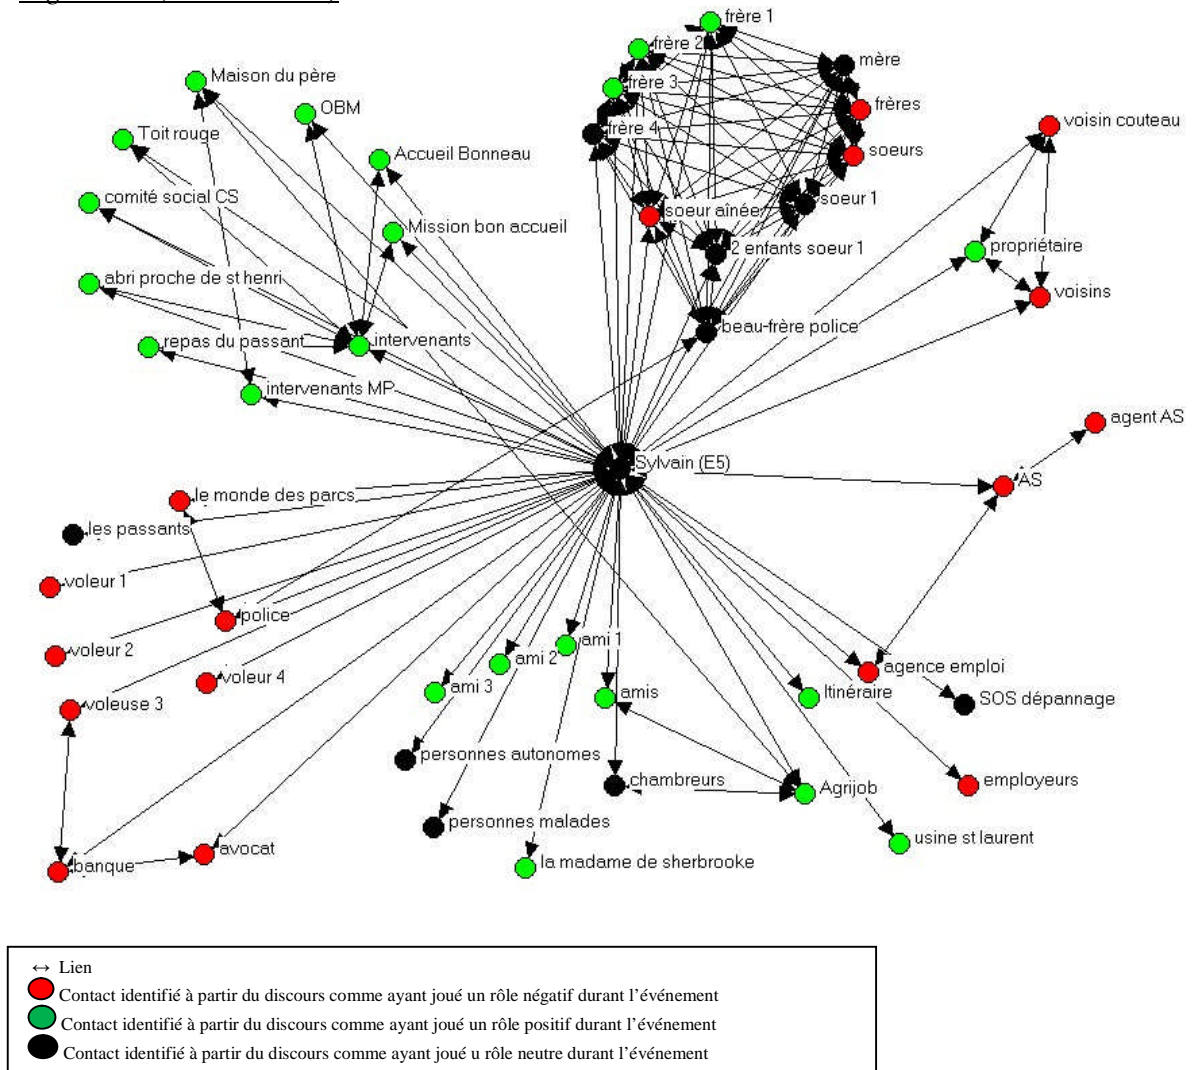 frère 1
frère 2
mère
Maison du père
frère 3
frères
OBM
voisin couteau
Toit rouge
frère 4
soeurs
Accueil Bonneau
comité social CS
soeur 1
soeur aînée
Mission bon accueil
2 enfants soeur 1
propriétaire
abri proche de st henri
voisins
beau-frère police
repas du passant
intervenants
intervenants MP
agent AS
Sylvain (E5)
AS
le monde des parcs
les passants
voleur 1
police
ami 1
voleur 2
ami 2
agence emploi
voleur 4
ami 3
amis
Itinéraire
SOS dépannage
voleuse 3
personnes autonomes
chambreurs
Agrijob
employeurs
personnes malades
usine st laurent
avocat
banque
la madame de sherbrooke
↔ Lien
Contact identifié à partir du discours comme ayant joué un rôle négatif durant l'événement
Contact identifié à partir du discours comme ayant joué un rôle positif durant l'événement
Contact identifié à partir du discours comme ayant joué u rôle neutre durant l'événement